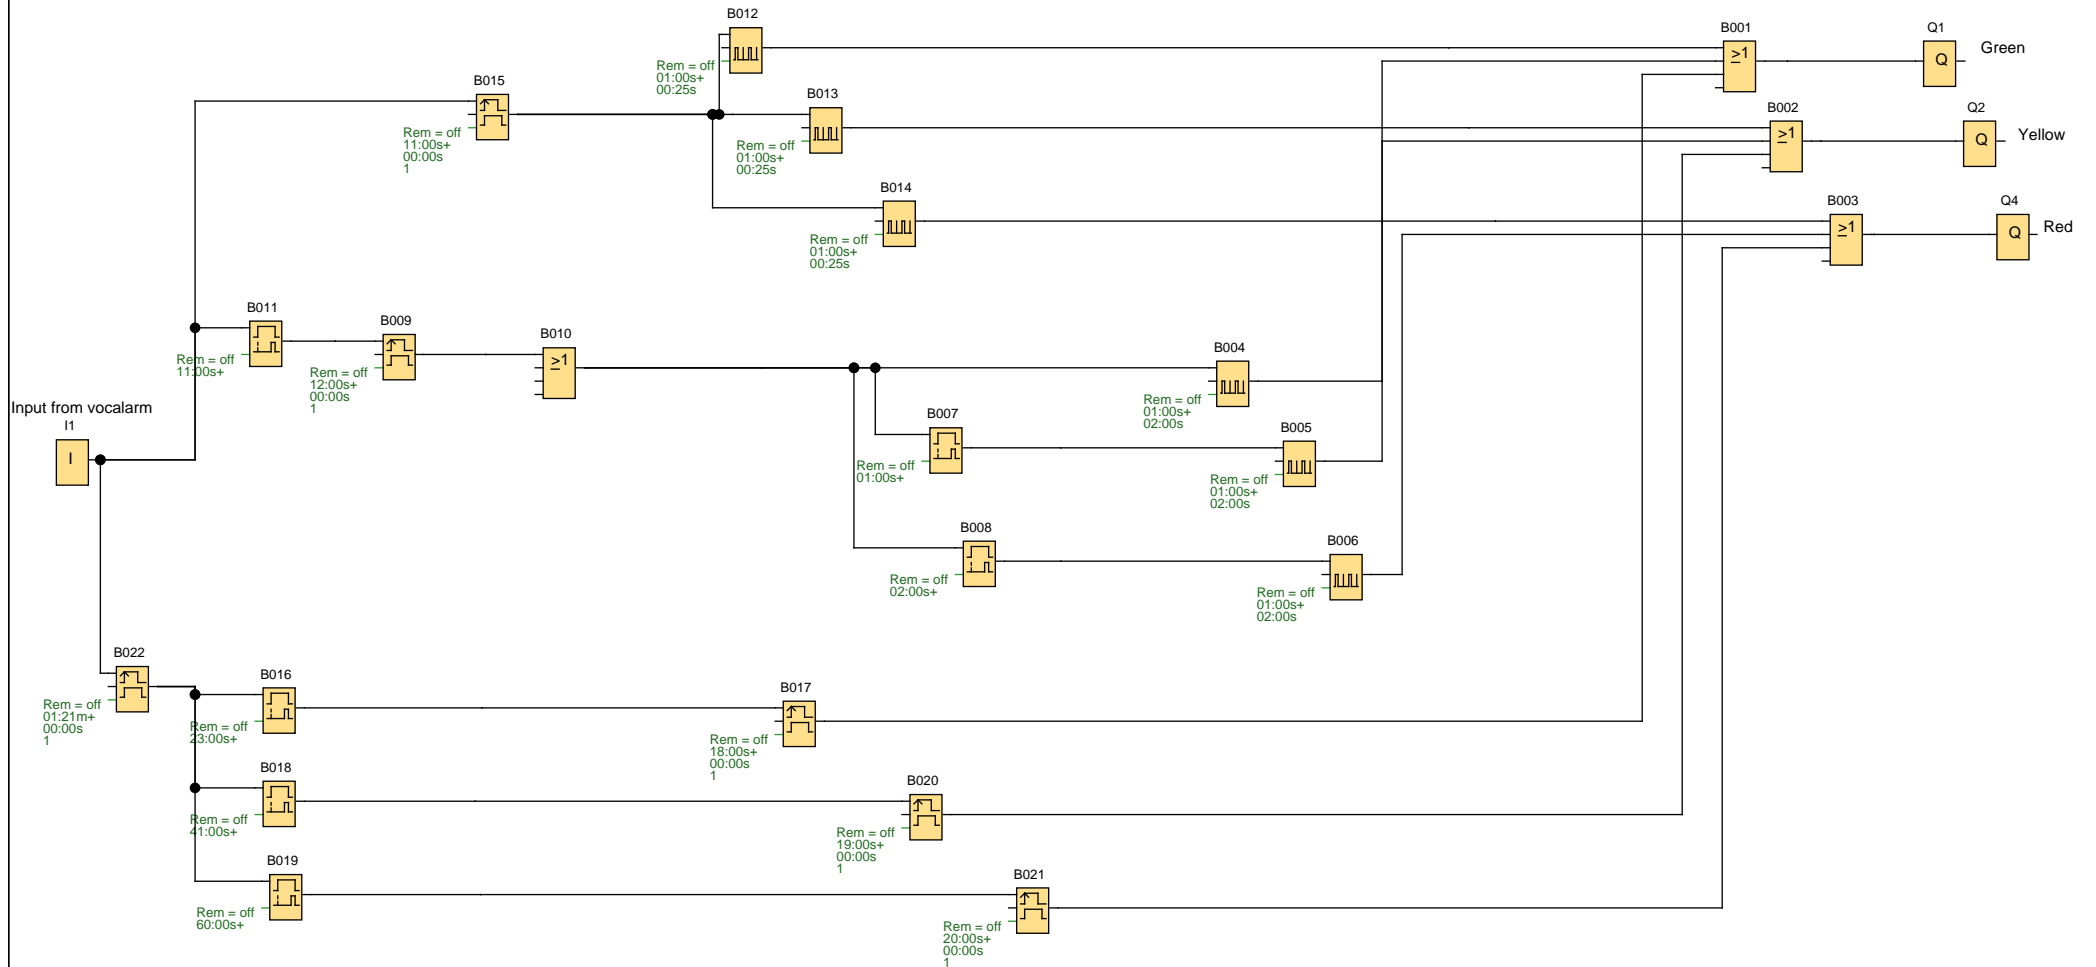 B012
Rem = off
01:00s+
00:25s
B001
≥1
Q1
Q
Green
B015
Rem = off
11:00s+
00:00s
1
B013
Rem = off
01:00s+
00:25s
B002
≥1
Q2
Q
Yellow
B014
Rem = off
01:00s+
00:25s
B003
≥1
Q4
Q
Red
B011
Rem = off
11:00s+
B009
Rem = off
12:00s+
00:00s
1
B010
≥1
B004
Rem = off
01:00s+
02:00s
Input from vocalarm
I1
I
B007
Rem = off
01:00s+
B005
Rem = off
01:00s+
02:00s
B008
Rem = off
02:00s+
B006
Rem = off
01:00s+
02:00s
B022
Rem = off
01:21m+
00:00s
1
B016
Rem = off
23:00s+
B017
Rem = off
18:00s+
00:00s
1
B018
Rem = off
41:00s+
B020
Rem = off
19:00s+
00:00s
1
B019
Rem = off
60:00s+
B021
Rem = off
20:00s+
00:00s
1